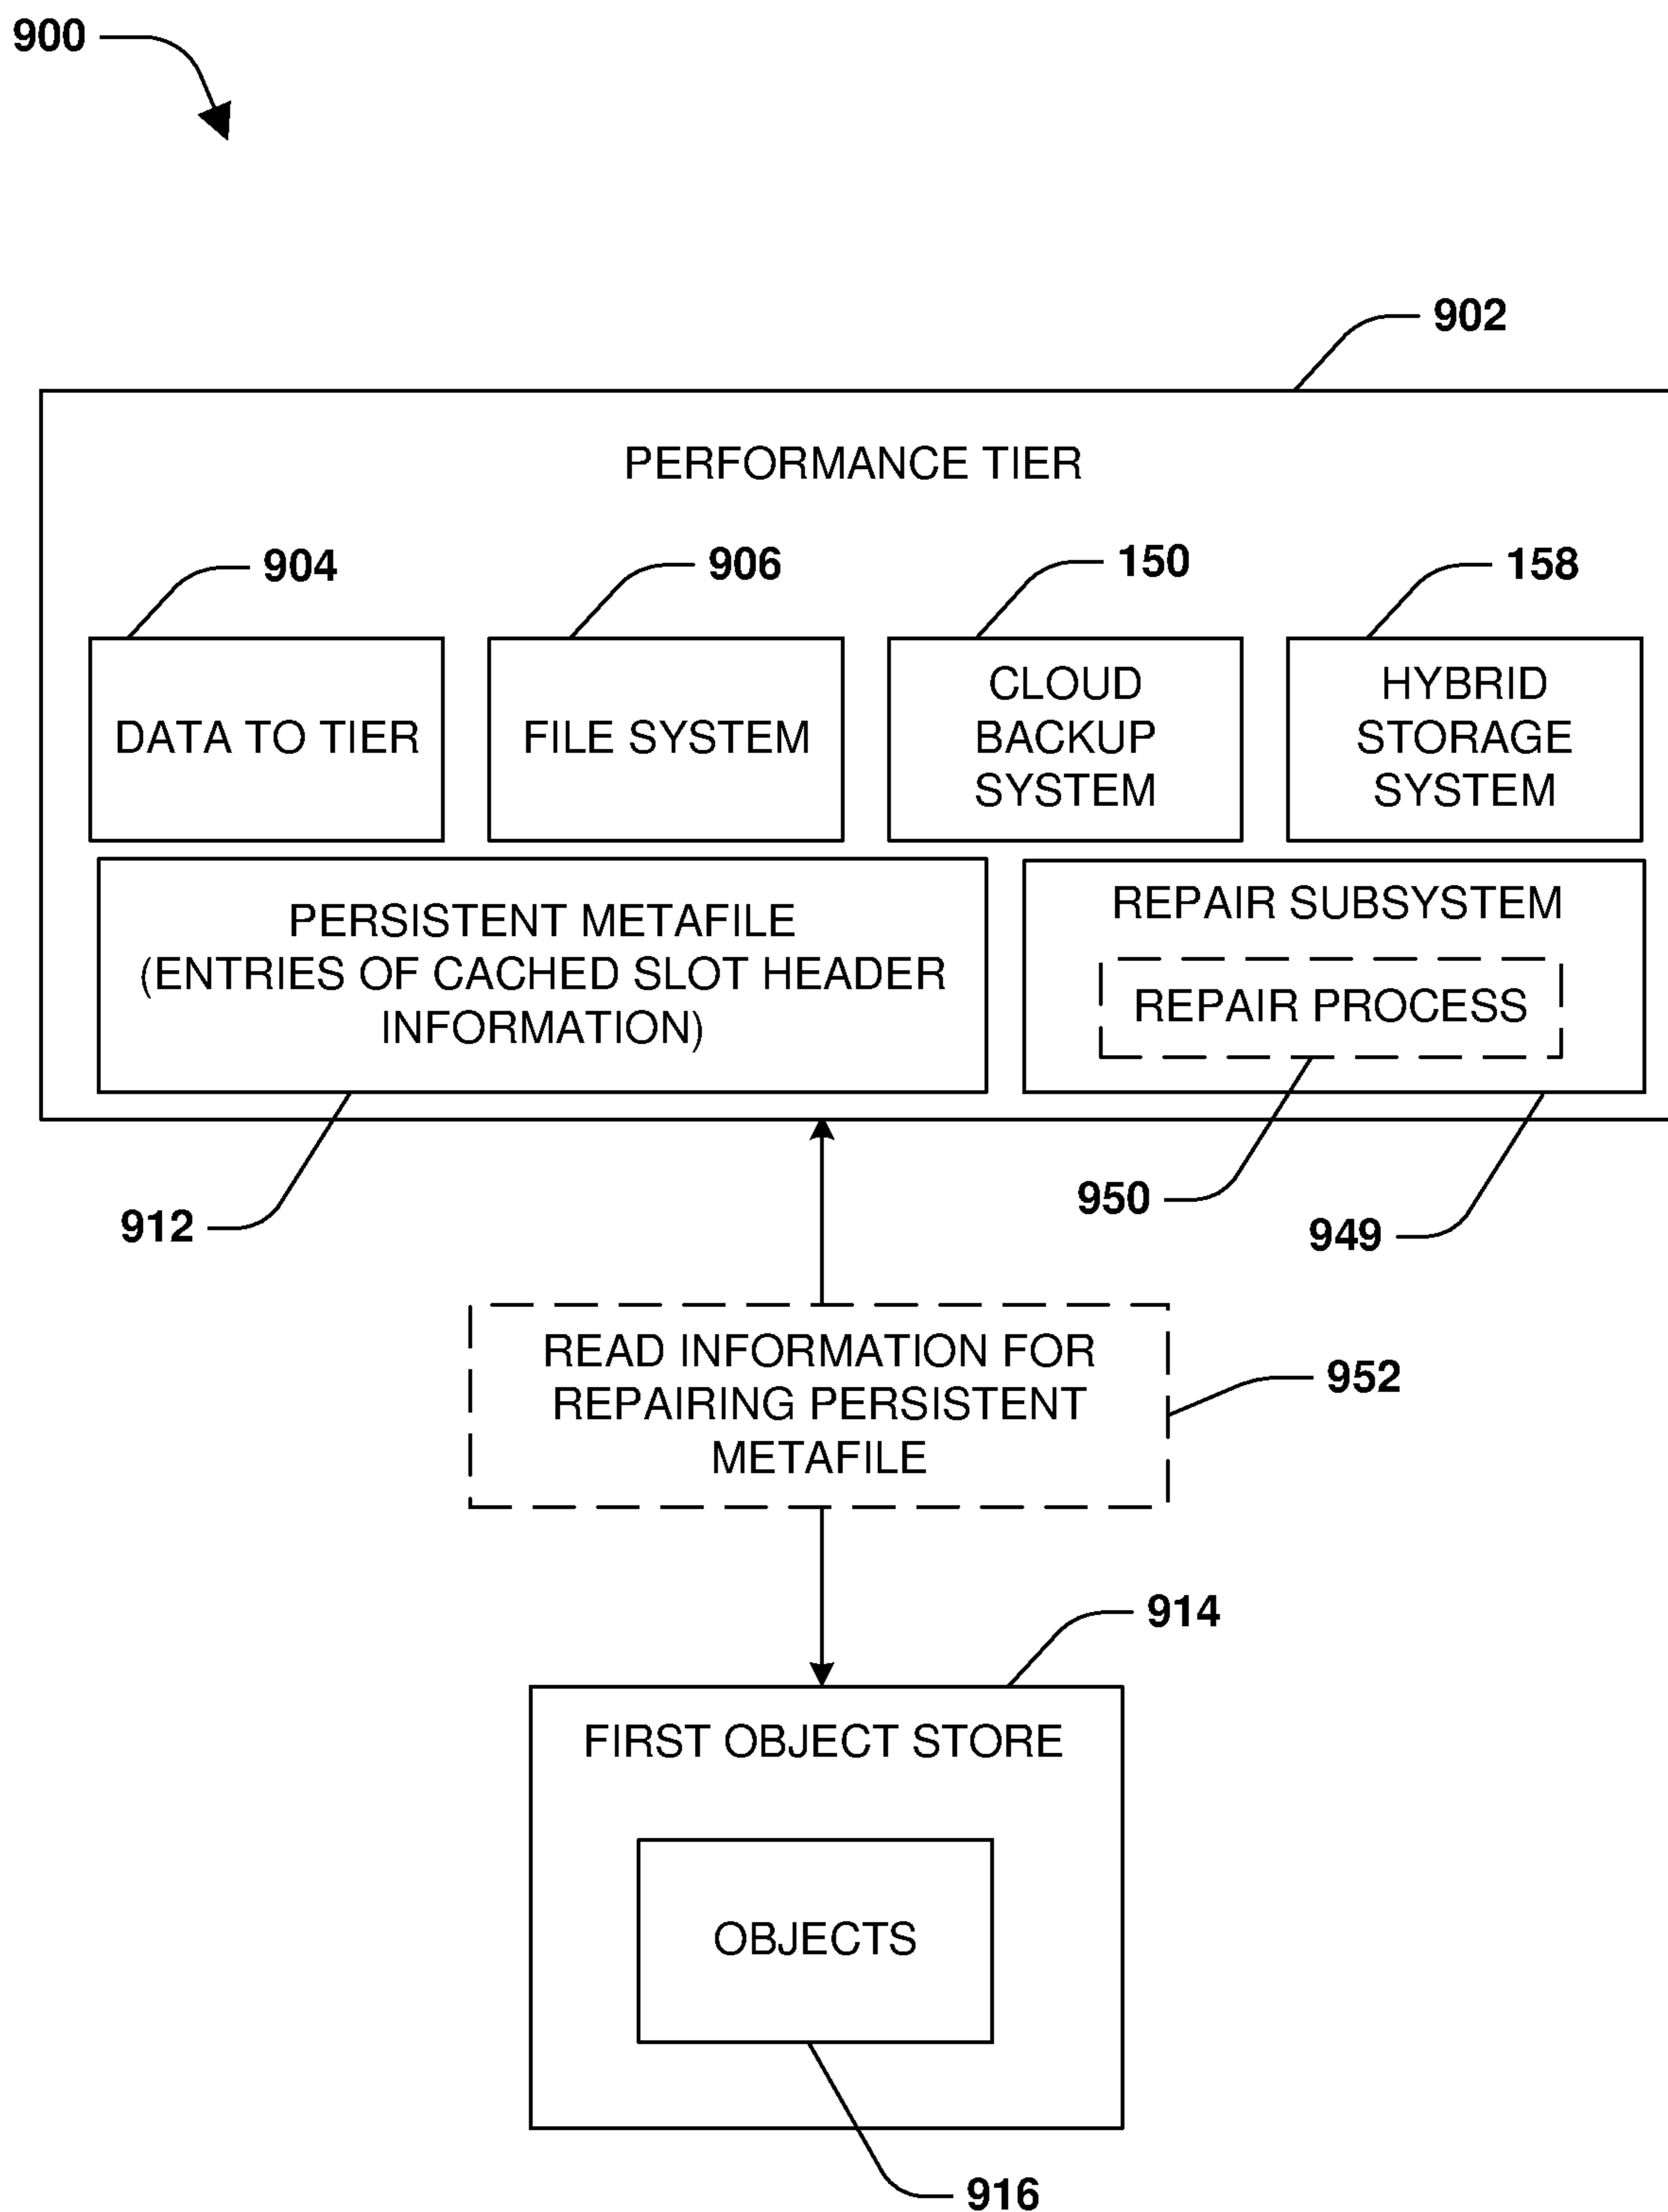 900
902
PERFORMANCE TIER
904
906
150
158
DATA TO TIER
FILE SYSTEM
CLOUD
BACKUP
SYSTEM
HYBRID
STORAGE
SYSTEM
PERSISTENT METAFILE
(ENTRIES OF CACHED SLOT HEADER
INFORMATION)
REPAIR SUBSYSTEM
REPAIR PROCESS
912
950
949
READ INFORMATION FOR
REPAIRING PERSISTENT
METAFILE
952
914
FIRST OBJECT STORE
OBJECTS
916